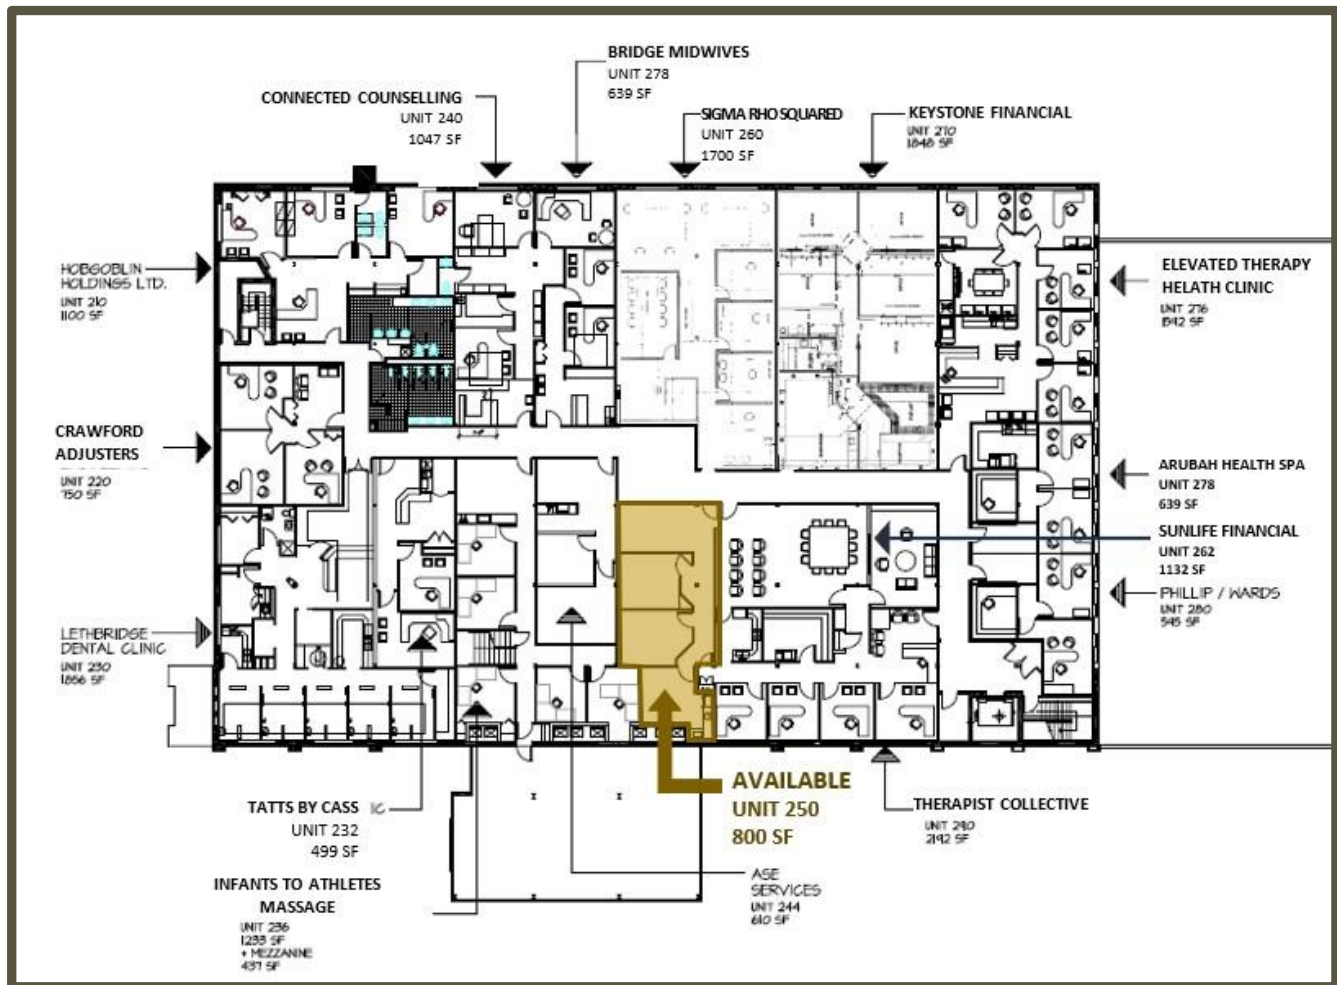 BRIDGE MIDWIVES
UNIT 278
639 SF
CONNECTED COUNSELLING
UNIT 240
1047 SF
SIGMA RHO SQUARED
UNIT 260
1700 SF
KEYSTONE FINANCIAL
UNIT 270
1848 SF
HOBGOBLIN
HOLDINGS LTD.
UNIT 210
1100 SF
ELEVATED THERAPY
HELATH CLINIC
UNIT 276
SF
CRAWFORD
ADJUSTERS
UNIT 220
750 SF
ARUBAH HEALTH SPA
UNIT 278
639 SF
SUNLIFE FINANCIAL
UNIT 262
1132 SF
PHILLIP / WARDS
UNIT 280
545 SF
LETHBRIDGE
DENTAL CLINIC
UNIT 230
1856 SF
AVAILABLE
UNIT 250
800 SF
TATTS BY CASS IC
UNIT 232
499 SF
THERAPIST COLLECTIVE
UNIT 290
2192 SF
INFANTS TO ATHLETES
MASSAGE
UNIT 236
1233 SF
+ MEZZANINE
437 SF
ASE
SERVICES
UNIT 244
610 SF